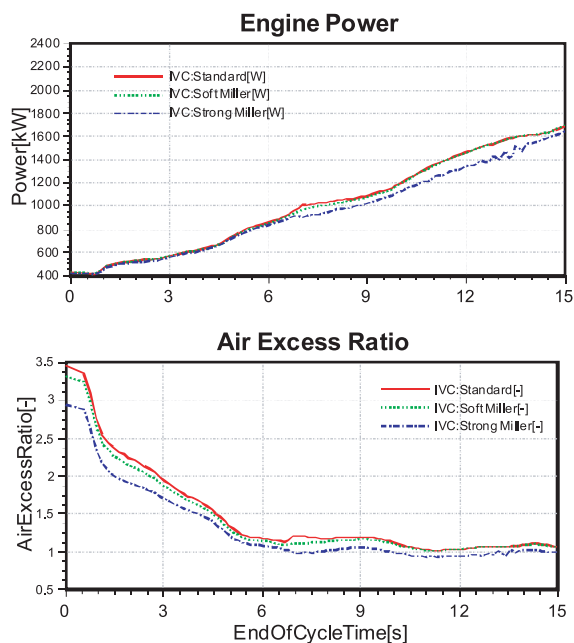 Engine Power
2400
2200
2000
1800
1600
1400
1200
1000
800
600
400
Power[kW]
IVC:Standard[W]
IVC:Soft Miller[W]
IVC:Strong Miller[W]
0 3 6 9 12 15
Air Excess Ratio
3.5
3
2.5
2
1.5
1
0.5
AirExcessRatio[-]
IVC:Standard[-]
IVC:Soft Miller[-]
IVC:Strong Miller[-]
0 3 6 9 12 15
EndOfCycleTime[s]